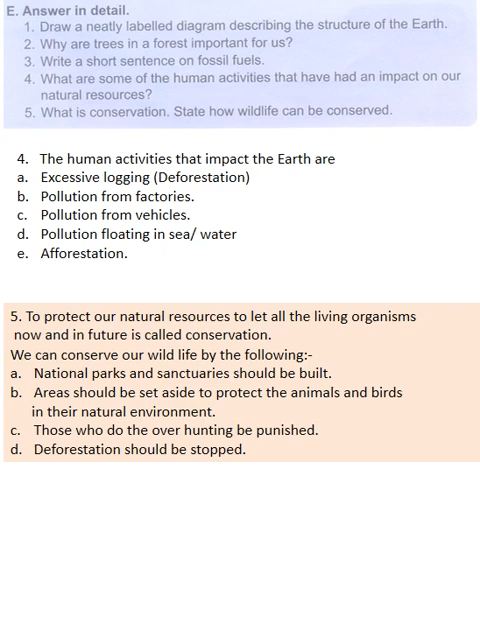 E. Answer in detail.
1. Draw a neatly labelled diagram describing the structure of the Earth.
2. Why are trees in a forest important for us?
3. Write a short sentence on fossil fuels.
4. What are some of the human activities that have had an impact on our
natural resources?
5. What is conservation. State how wildlife can be conserved.
4. The human activities that impact the Earth are
a. Excessive logging (Deforestation)
b. Pollution from factories.
c. Pollution from vehicles.
d. Pollution floating in sea/ water
e. Afforestation.
5. To protect our natural resources to let all the living organisms
now and in future is called conservation.
We can conserve our wild life by the following:-
a. National parks and sanctuaries should be built.
b. Areas should be set aside to protect the animals and birds
in their natural environment.
c. Those who do the over hunting be punished.
d. Deforestation should be stopped.